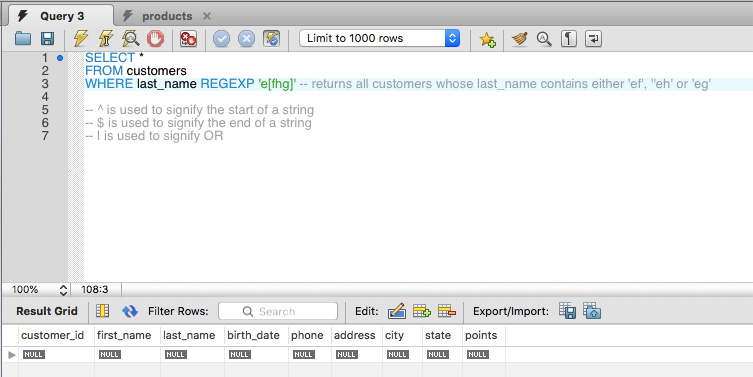 Query 3 products
Limit to 1000 rows
1 SELECT *
2 FROM customers
3 WHERE last_name REGEXP 'e[fhg]' -- returns all customers whose last_name contains either 'ef', "eh' or 'eg'
4
5 -- ^ is used to signify the start of a string
6 -- $ is used to signify the end of a string
7 -- | is used to signify OR
100% 108:3
Result Grid Filter Rows: Search Edit: Export/Import:
customer_id first_name last_name birth_date phone address city state points
NULL NULL NULL NULL NULL NULL NULL NULL NULL